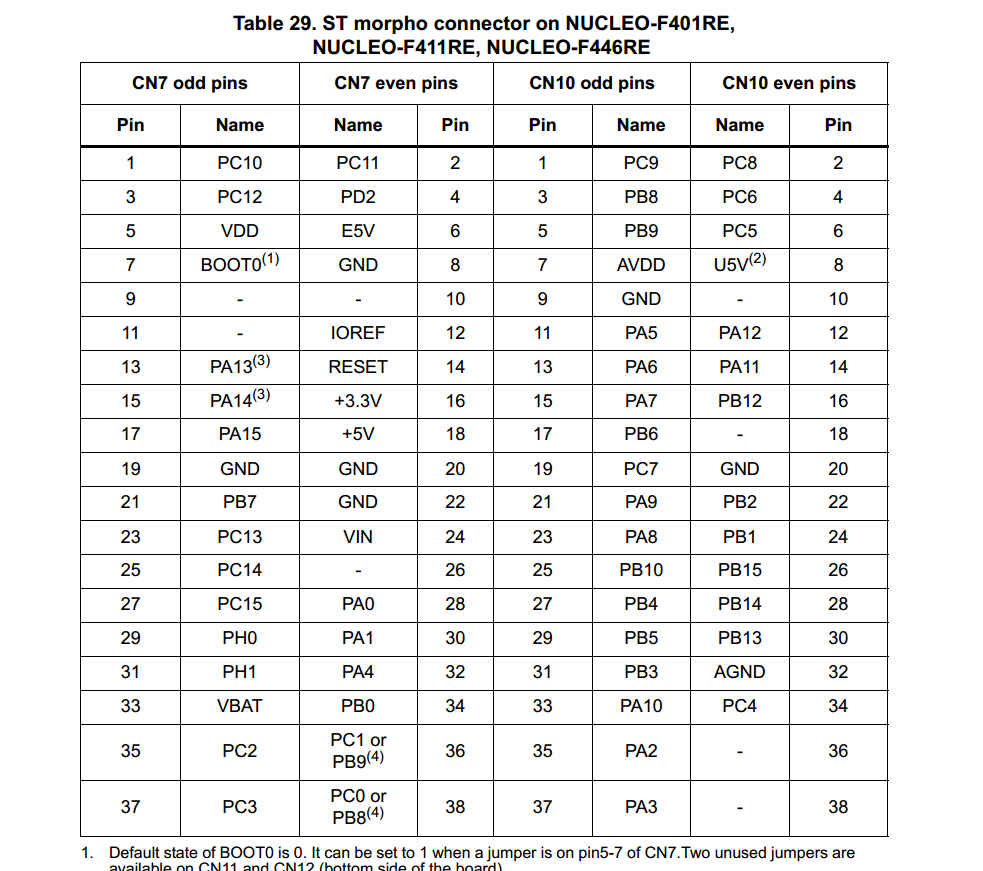 Table 29. ST morpho connector on NUCLEO-F401RE,
NUCLEO-F411RE, NUCLEO-F446RE
CN7 odd pins CN7 even pins CN10 odd pins CN10 even pins
Pin Name Name Pin Pin Name Name Pin
1 PC10 PC11 2 1 PC9 PC8 2
3 PC12 PD2 4 3 PB8 PC6 4
5 VDD E5V 6 5 PB9 PC5 6
7 BOOT0(1) GND 8 7 AVDD U5V(2) 8
9 - - 10 9 GND - 10
11 - IOREF 12 11 PA5 PA12 12
13 PA13(3) RESET 14 13 PA6 PA11 14
15 PA14(3) +3.3V 16 15 PA7 PB12 16
17 PA15 +5V 18 17 PB6 - 18
19 GND GND 20 19 PC7 GND 20
21 PB7 GND 22 21 PA9 PB2 22
23 PC13 VIN 24 23 PA8 PB1 24
25 PC14 - 26 25 PB10 PB15 26
27 PC15 PA0 28 27 PB4 PB14 28
29 PH0 PA1 30 29 PB5 PB13 30
31 PH1 PA4 32 31 PB3 AGND 32
33 VBAT PB0 34 33 PA10 PC4 34
35 PC2 PC1 or PB9(4) 36 35 PA2 - 36
37 PC3 PC0 or PB8(4) 38 37 PA3 - 38
1. Default state of BOOT0 is 0. It can be set to 1 when a jumper is on pin5-7 of CN7.Two unused jumpers are
available on CN11 and CN12 (bottom side of the board)